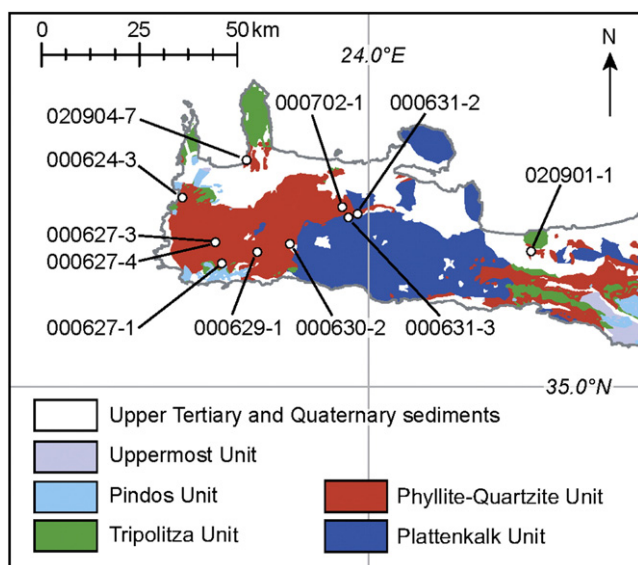 0 25 50 km
24.0°E
N
000702-1 000631-2
020904-7
000624-3
020901-1
000627-3
000627-4
000627-1 000629-1 000630-2 000631-3
35.0°N
Upper Tertiary and Quaternary sediments
Uppermost Unit
Pindos Unit Phyllite-Quartzite Unit
Tripolitza Unit Plattenkalk Unit